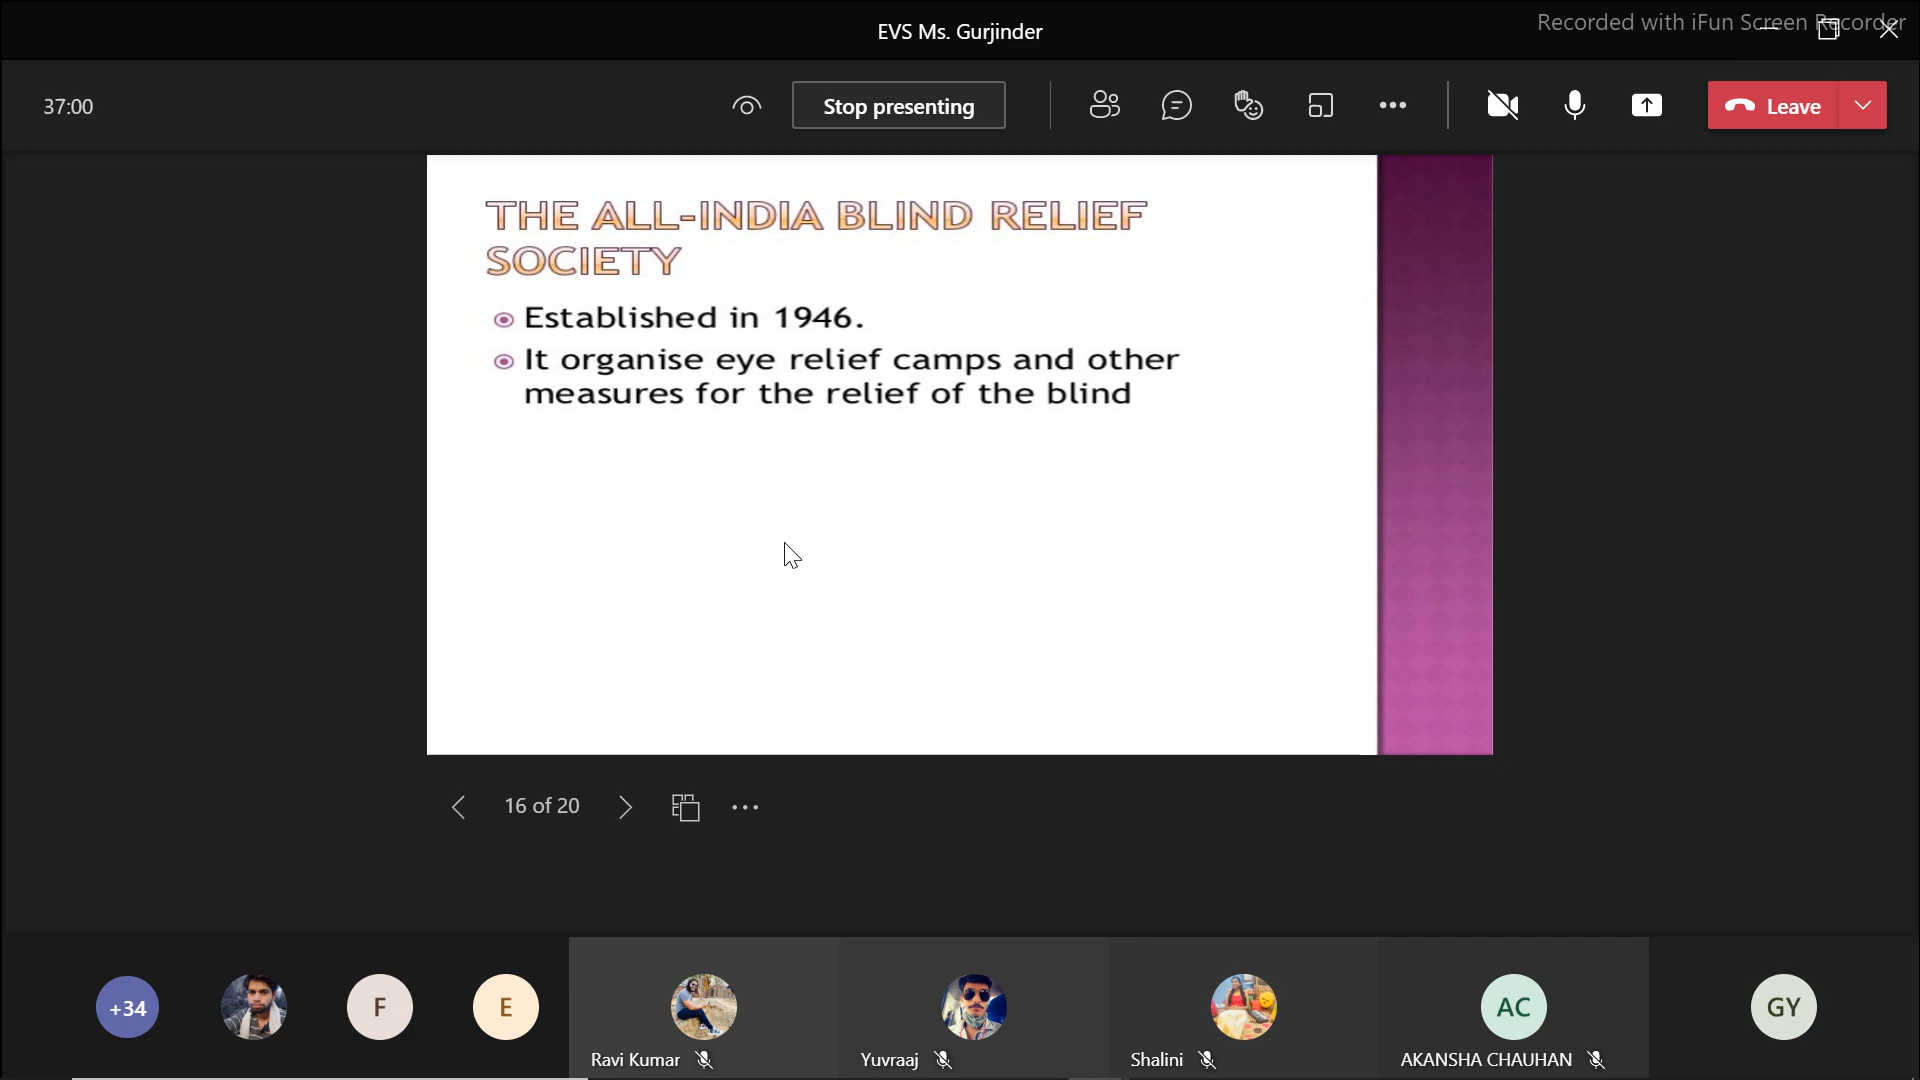 EVS Ms. Gurjinder
Recorded with iFun Screen Recorder
37:00
Stop presenting
Leave
THE ALL-INDIA BLIND RELIEF
SOCIETY
Established in 1946.
It organise eye relief camps and other
measures for the relief of the blind
16 of 20
+34
F
E
AC
GY
Ravi Kumar
Yuvraaj
Shalini
AKANSHA CHAUHAN